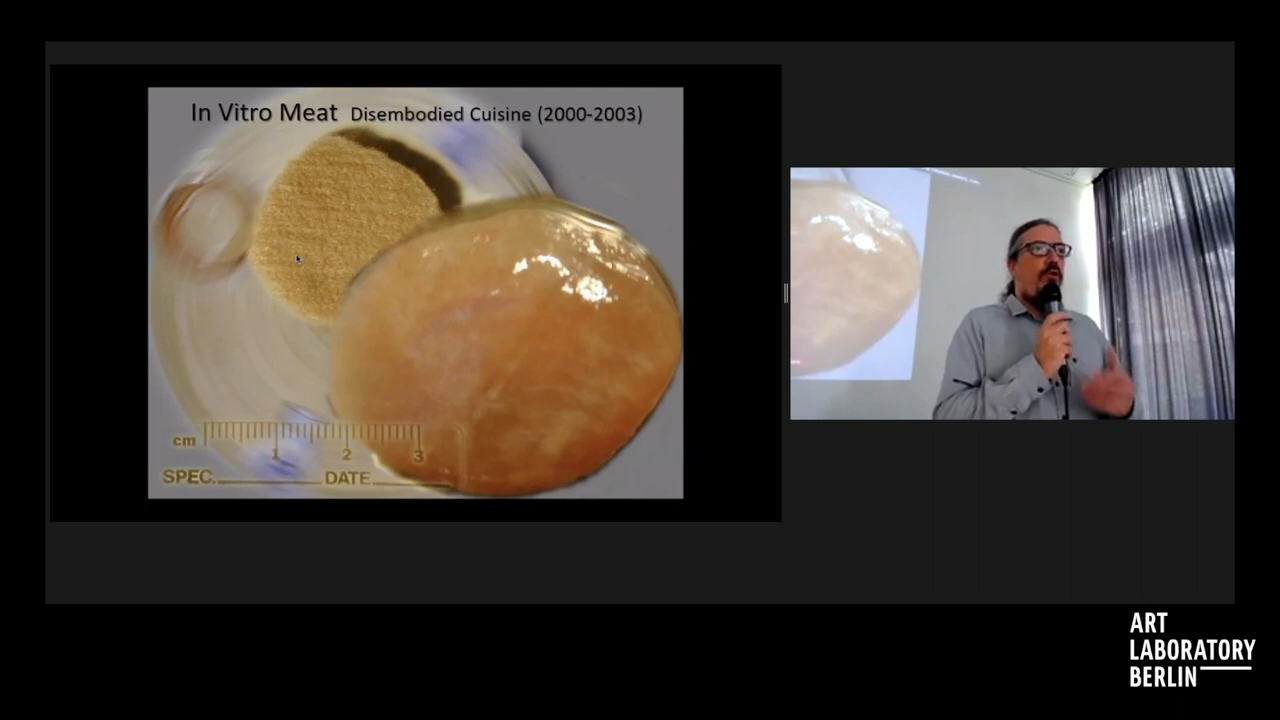 In Vitro Meat Disembodied Cuisine (2000-2003)
cm
1 2 3
SPEC. DATE
ART
LABORATORY
BERLIN